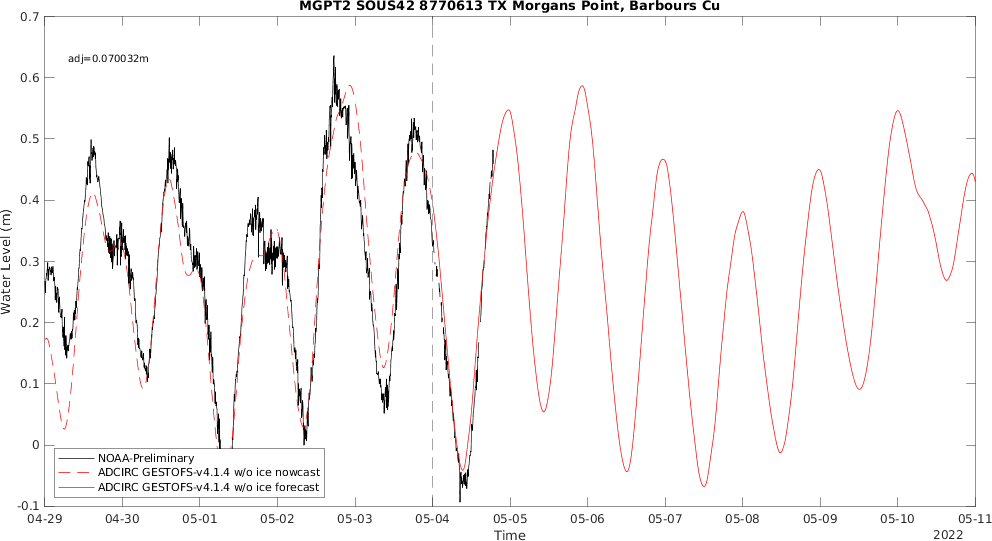 MGPT2 SOUS42 8770613 TX Morgans Point, Barbours Cu
adj=0.070032m
0.7
0.6
0.5
0.4
0.3
0.2
0.1
0
-0.1
Water Level (m)
NOAA-Preliminary
ADCIRC GESTOFS-v4.1.4 w/o ice nowcast
ADCIRC GESTOFS-v4.1.4 w/o ice forecast
04-29 04-30 05-01 05-02 05-03 05-04 05-05 05-06 05-07 05-08 05-09 05-10 05-11
Time
2022